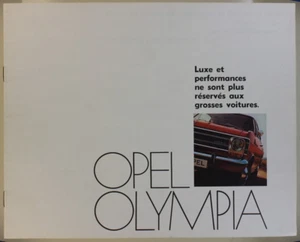 Luxe et
performances
ne sont plus
réservés aux
grosses voitures.
OPEL
OLYMPIA